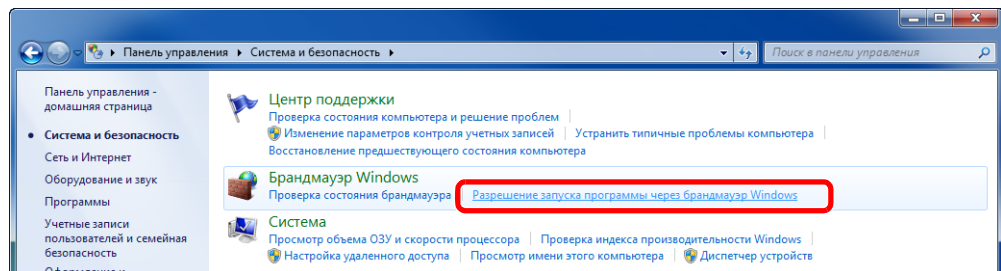 Панель управления ▸ Система и безопасность ▸
Поиск в панели управления
Панель управления -
домашняя страница
Система и безопасность
Сеть и Интернет
Оборудование и звук
Программы
Учетные записи
пользователей и семейная
безопасность
Центр поддержки
Проверка состояния компьютера и решение проблем
Изменение параметров контроля учетных записей
Устранить типичные проблемы компьютера
Восстановление предшествующего состояния компьютера
Брандмауэр Windows
Проверка состояния брандмауэра
Разрешение запуска программы через брандмауэр Windows
Система
Просмотр объема ОЗУ и скорости процессора
Проверка индекса производительности Windows
Настройка удаленного доступа
Просмотр имени этого компьютера
Диспетчер устройств